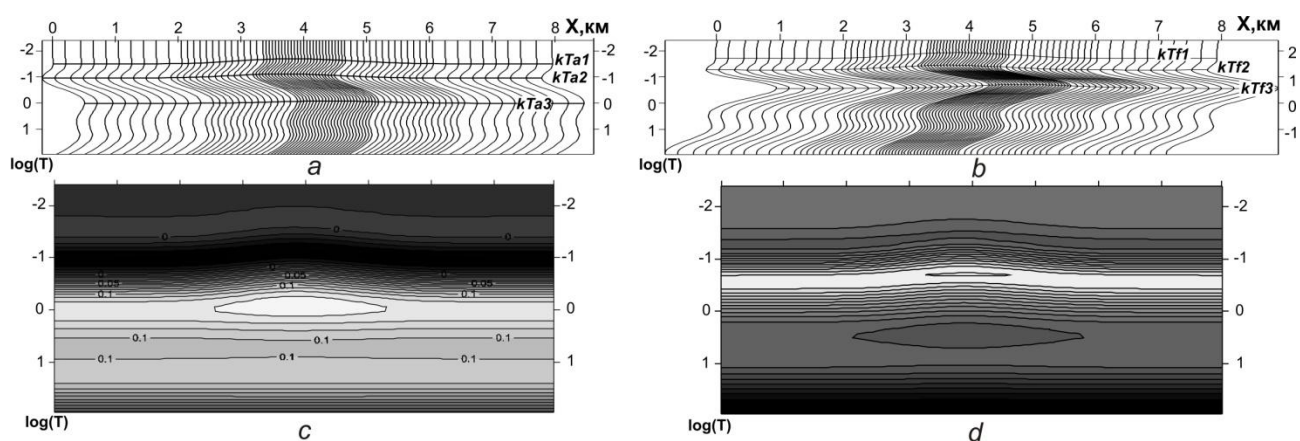 0 1 2 3 4 5 6 7 8 X,км
-2 -2
kTa1
-1 kTa2 -1
0 kTa3 0
1 1
log(T)
a
0 1 2 3 4 5 6 7 8 X,км
-2 2
kTf1
-1 kTf2 1
kTf3
0 0
1 -1
log(T)
b
-2 -2
0 0 0
-1 0 -1
0 0.05 0 0.05
0.1 0.1 0.1
0 0
0.1 0.1 0.1
1 0.1 0.1 0.1 1
log(T)
c
-2 -2
-1 -1
0 0
1 1
log(T)
d